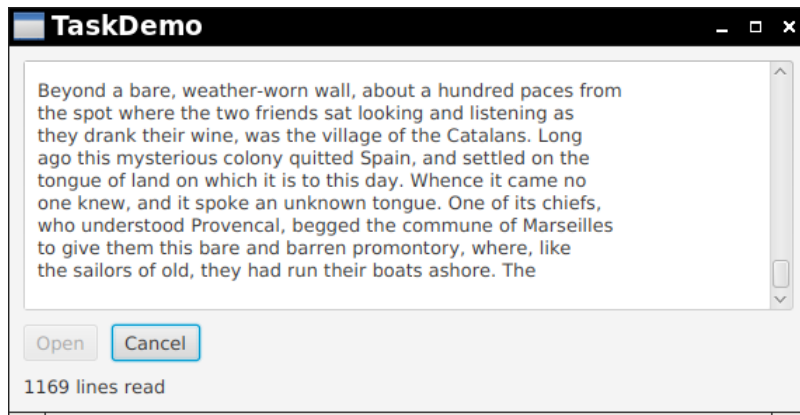 TaskDemo
Beyond a bare, weather-worn wall, about a hundred paces from
the spot where the two friends sat looking and listening as
they drank their wine, was the village of the Catalans. Long
ago this mysterious colony quitted Spain, and settled on the
tongue of land on which it is to this day. Whence it came no
one knew, and it spoke an unknown tongue. One of its chiefs,
who understood Provencal, begged the commune of Marseilles
to give them this bare and barren promontory, where, like
the sailors of old, they had run their boats ashore. The
Open Cancel
1169 lines read